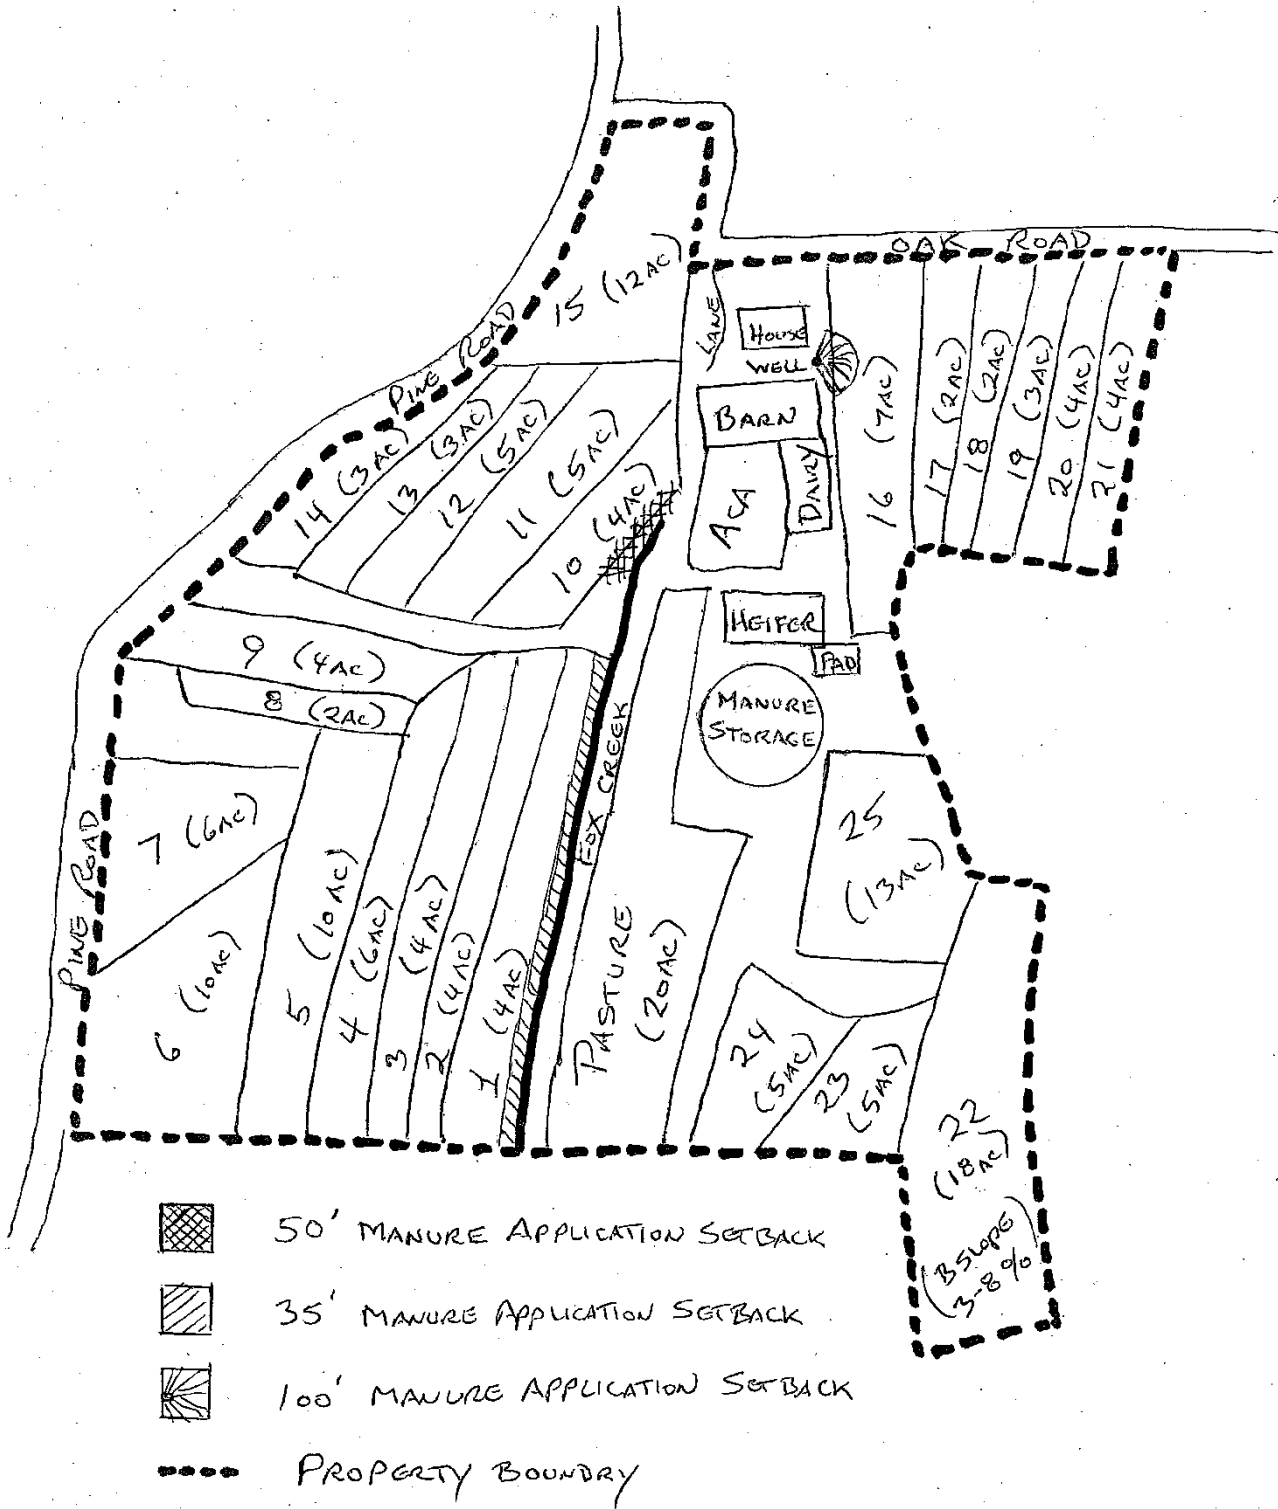 OAK ROAD
15 (12AC)
LANE
HOUSE
WELL
PINE ROAD
BARN
16 (7AC)
17 (2AC)
18 (2AC)
19 (3AC)
20 (4AC)
21 (4AC)
14 (3AC)
13 (3AC)
12 (5AC)
11 (5AC)
10 (4AC)
ACA
DAIRY
HEIFER
PAD
9 (4AC)
8 (2AC)
MANURE
STORAGE
FOX CREEK
7 (6AC)
PINE ROAD
6 (10AC)
5 (10AC)
4 (6AC)
3 (4AC)
2 (4AC)
1 (4AC)
PASTURE
(20AC)
25
(13AC)
24
(5AC)
23
(5AC)
22
(18AC)
(B SLOPE
3-8%)
50' MANURE APPLICATION SETBACK
35' MANURE APPLICATION SETBACK
100' MANURE APPLICATION SETBACK
PROPERTY BOUNDRY